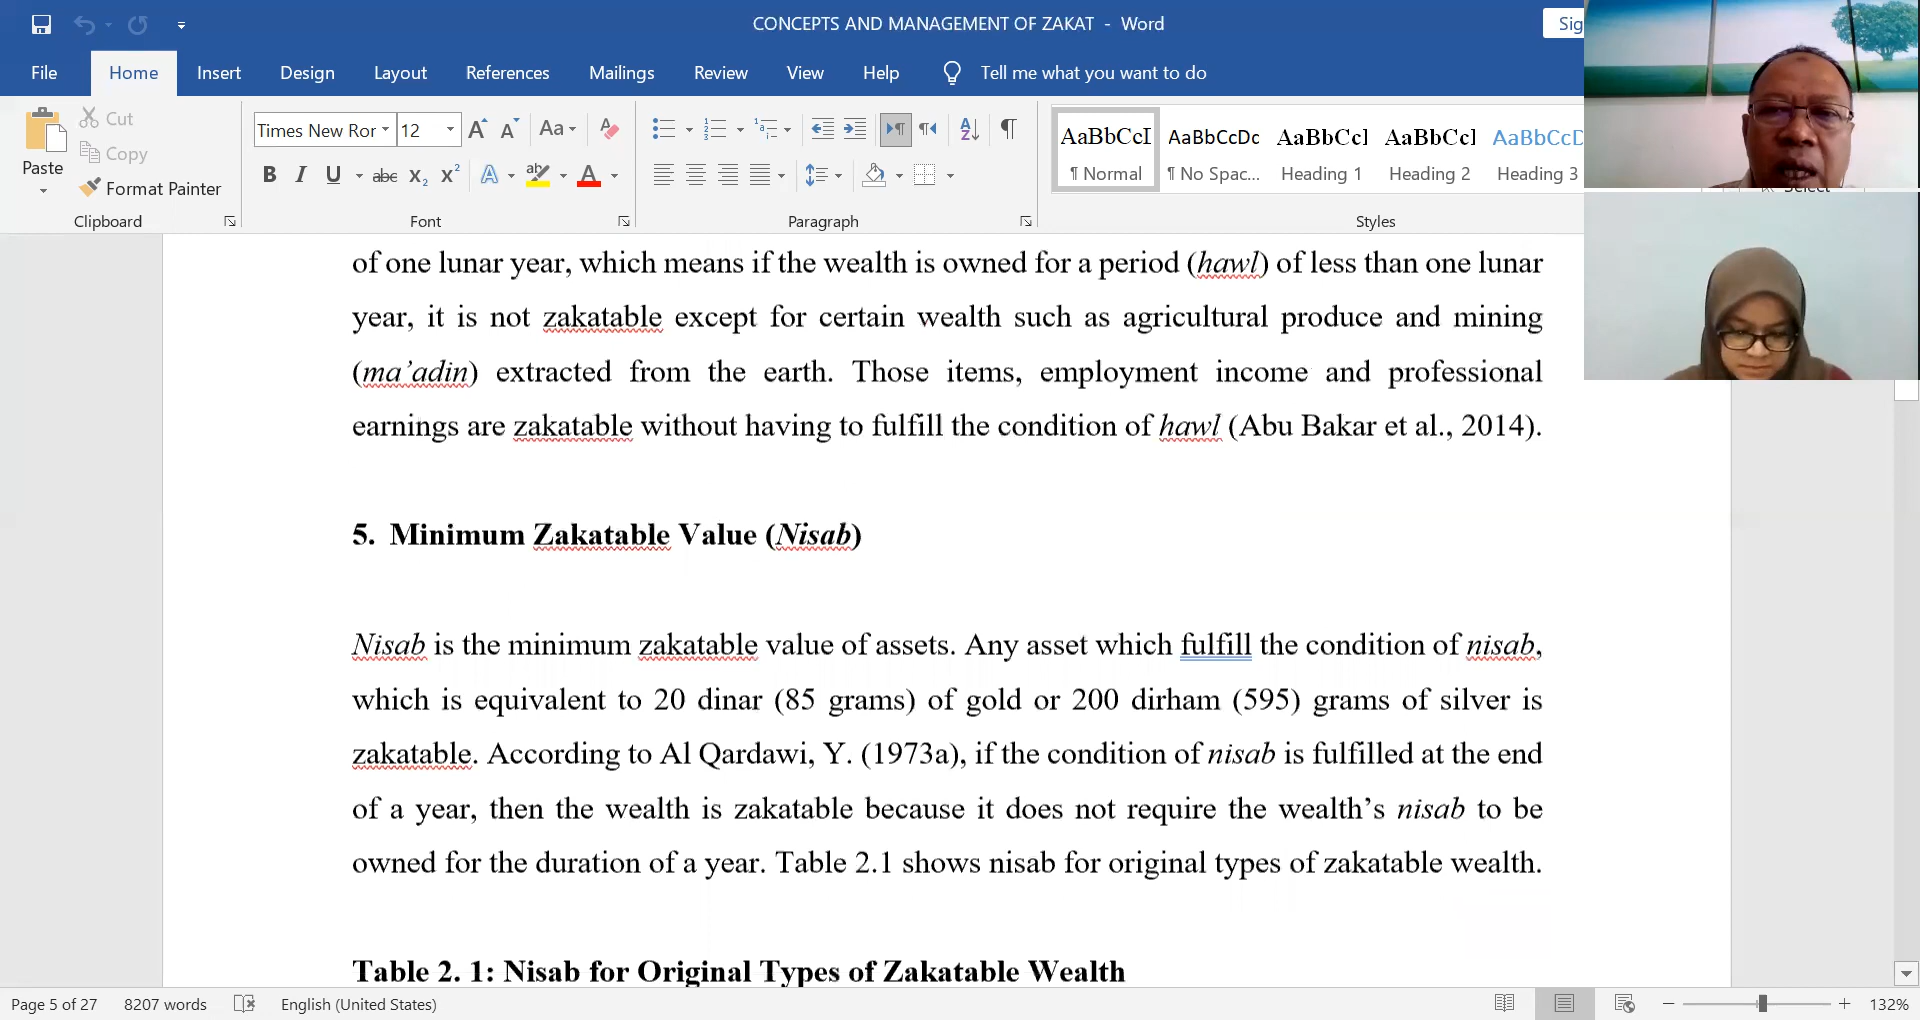 CONCEPTS AND MANAGEMENT OF ZAKAT - Word
Sig
File Home Insert Design Layout References Mailings Review View Help Tell me what you want to do
Paste
Cut
Copy
Format Painter
Clipboard
Times New Ror 12
Font
Paragraph
AaBbCcI AaBbCcDc AaBbCcI AaBbCcI AaBbCcD
¶ Normal ¶ No Spac... Heading 1 Heading 2 Heading 3
Styles
Select
of one lunar year, which means if the wealth is owned for a period (hawl) of less than one lunar
year, it is not zakatable except for certain wealth such as agricultural produce and mining
(ma’adin) extracted from the earth. Those items, employment income and professional
earnings are zakatable without having to fulfill the condition of hawl (Abu Bakar et al., 2014).
5. Minimum Zakatable Value (Nisab)
Nisab is the minimum zakatable value of assets. Any asset which fulfill the condition of nisab,
which is equivalent to 20 dinar (85 grams) of gold or 200 dirham (595) grams of silver is
zakatable. According to Al Qardawi, Y. (1973a), if the condition of nisab is fulfilled at the end
of a year, then the wealth is zakatable because it does not require the wealth’s nisab to be
owned for the duration of a year. Table 2.1 shows nisab for original types of zakatable wealth.
Table 2. 1: Nisab for Original Types of Zakatable Wealth
Page 5 of 27 8207 words English (United States) 132%